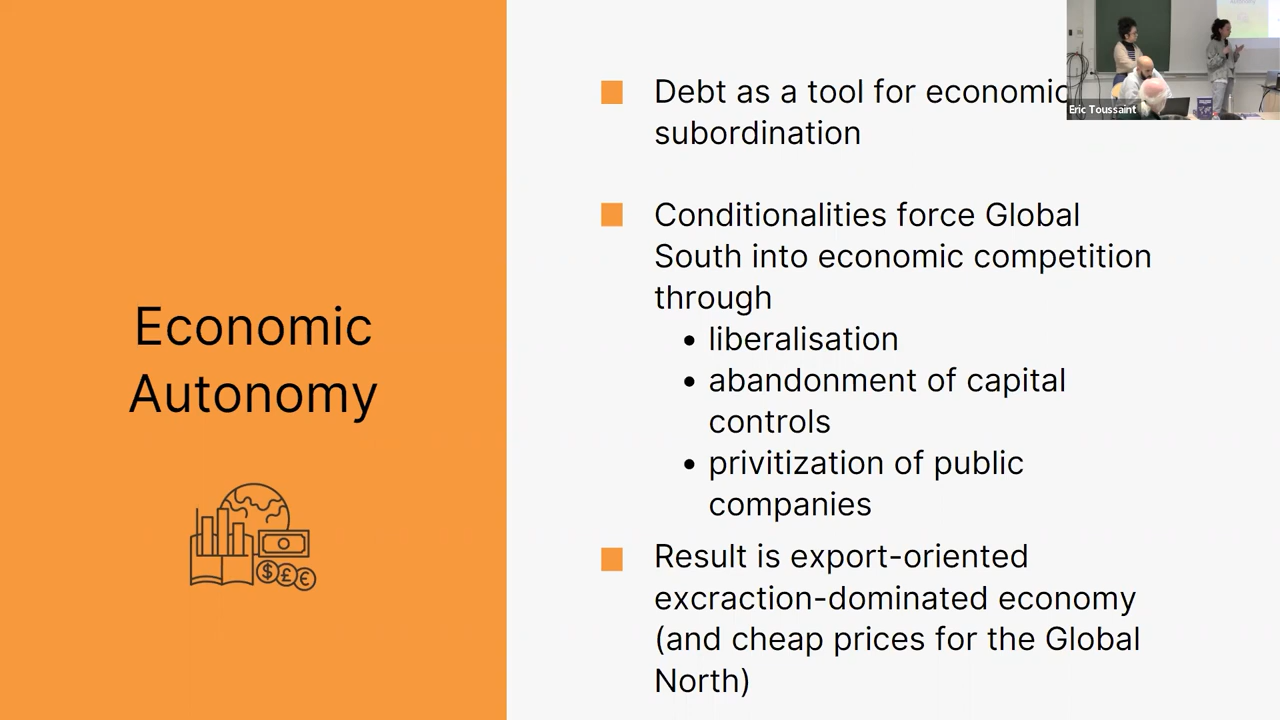 Economic
Autonomy
Debt as a tool for economic
subordination
Conditionalities force Global
South into economic competition
through
• liberalisation
• abandonment of capital
controls
• privitization of public
companies
Result is export-oriented
excraction-dominated economy
(and cheap prices for the Global
North)
Eric Toussaint
$ £ €